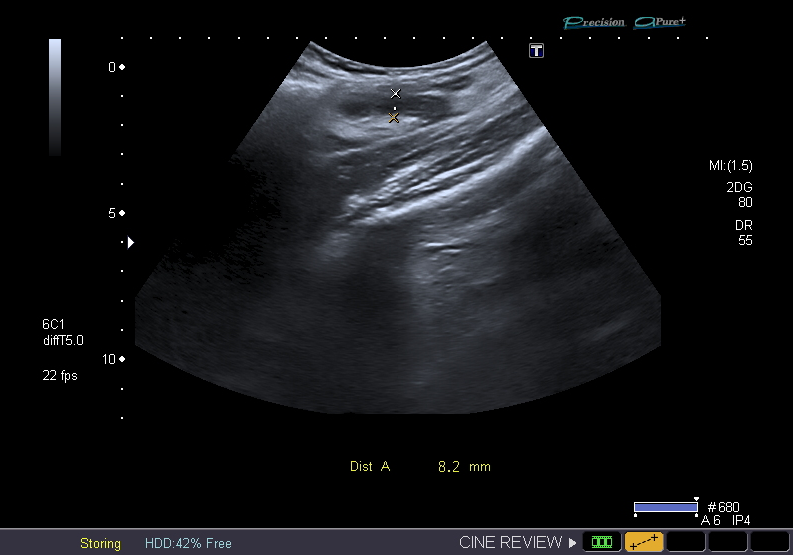 Precision APure+
T
0
MI:(1.5)
2DG
80
DR
55
5
6C1
diffT5.0
22 fps
10
Dist A 8.2 mm
#680
A 6 IP4
Storing HDD:42% Free CINE REVIEW